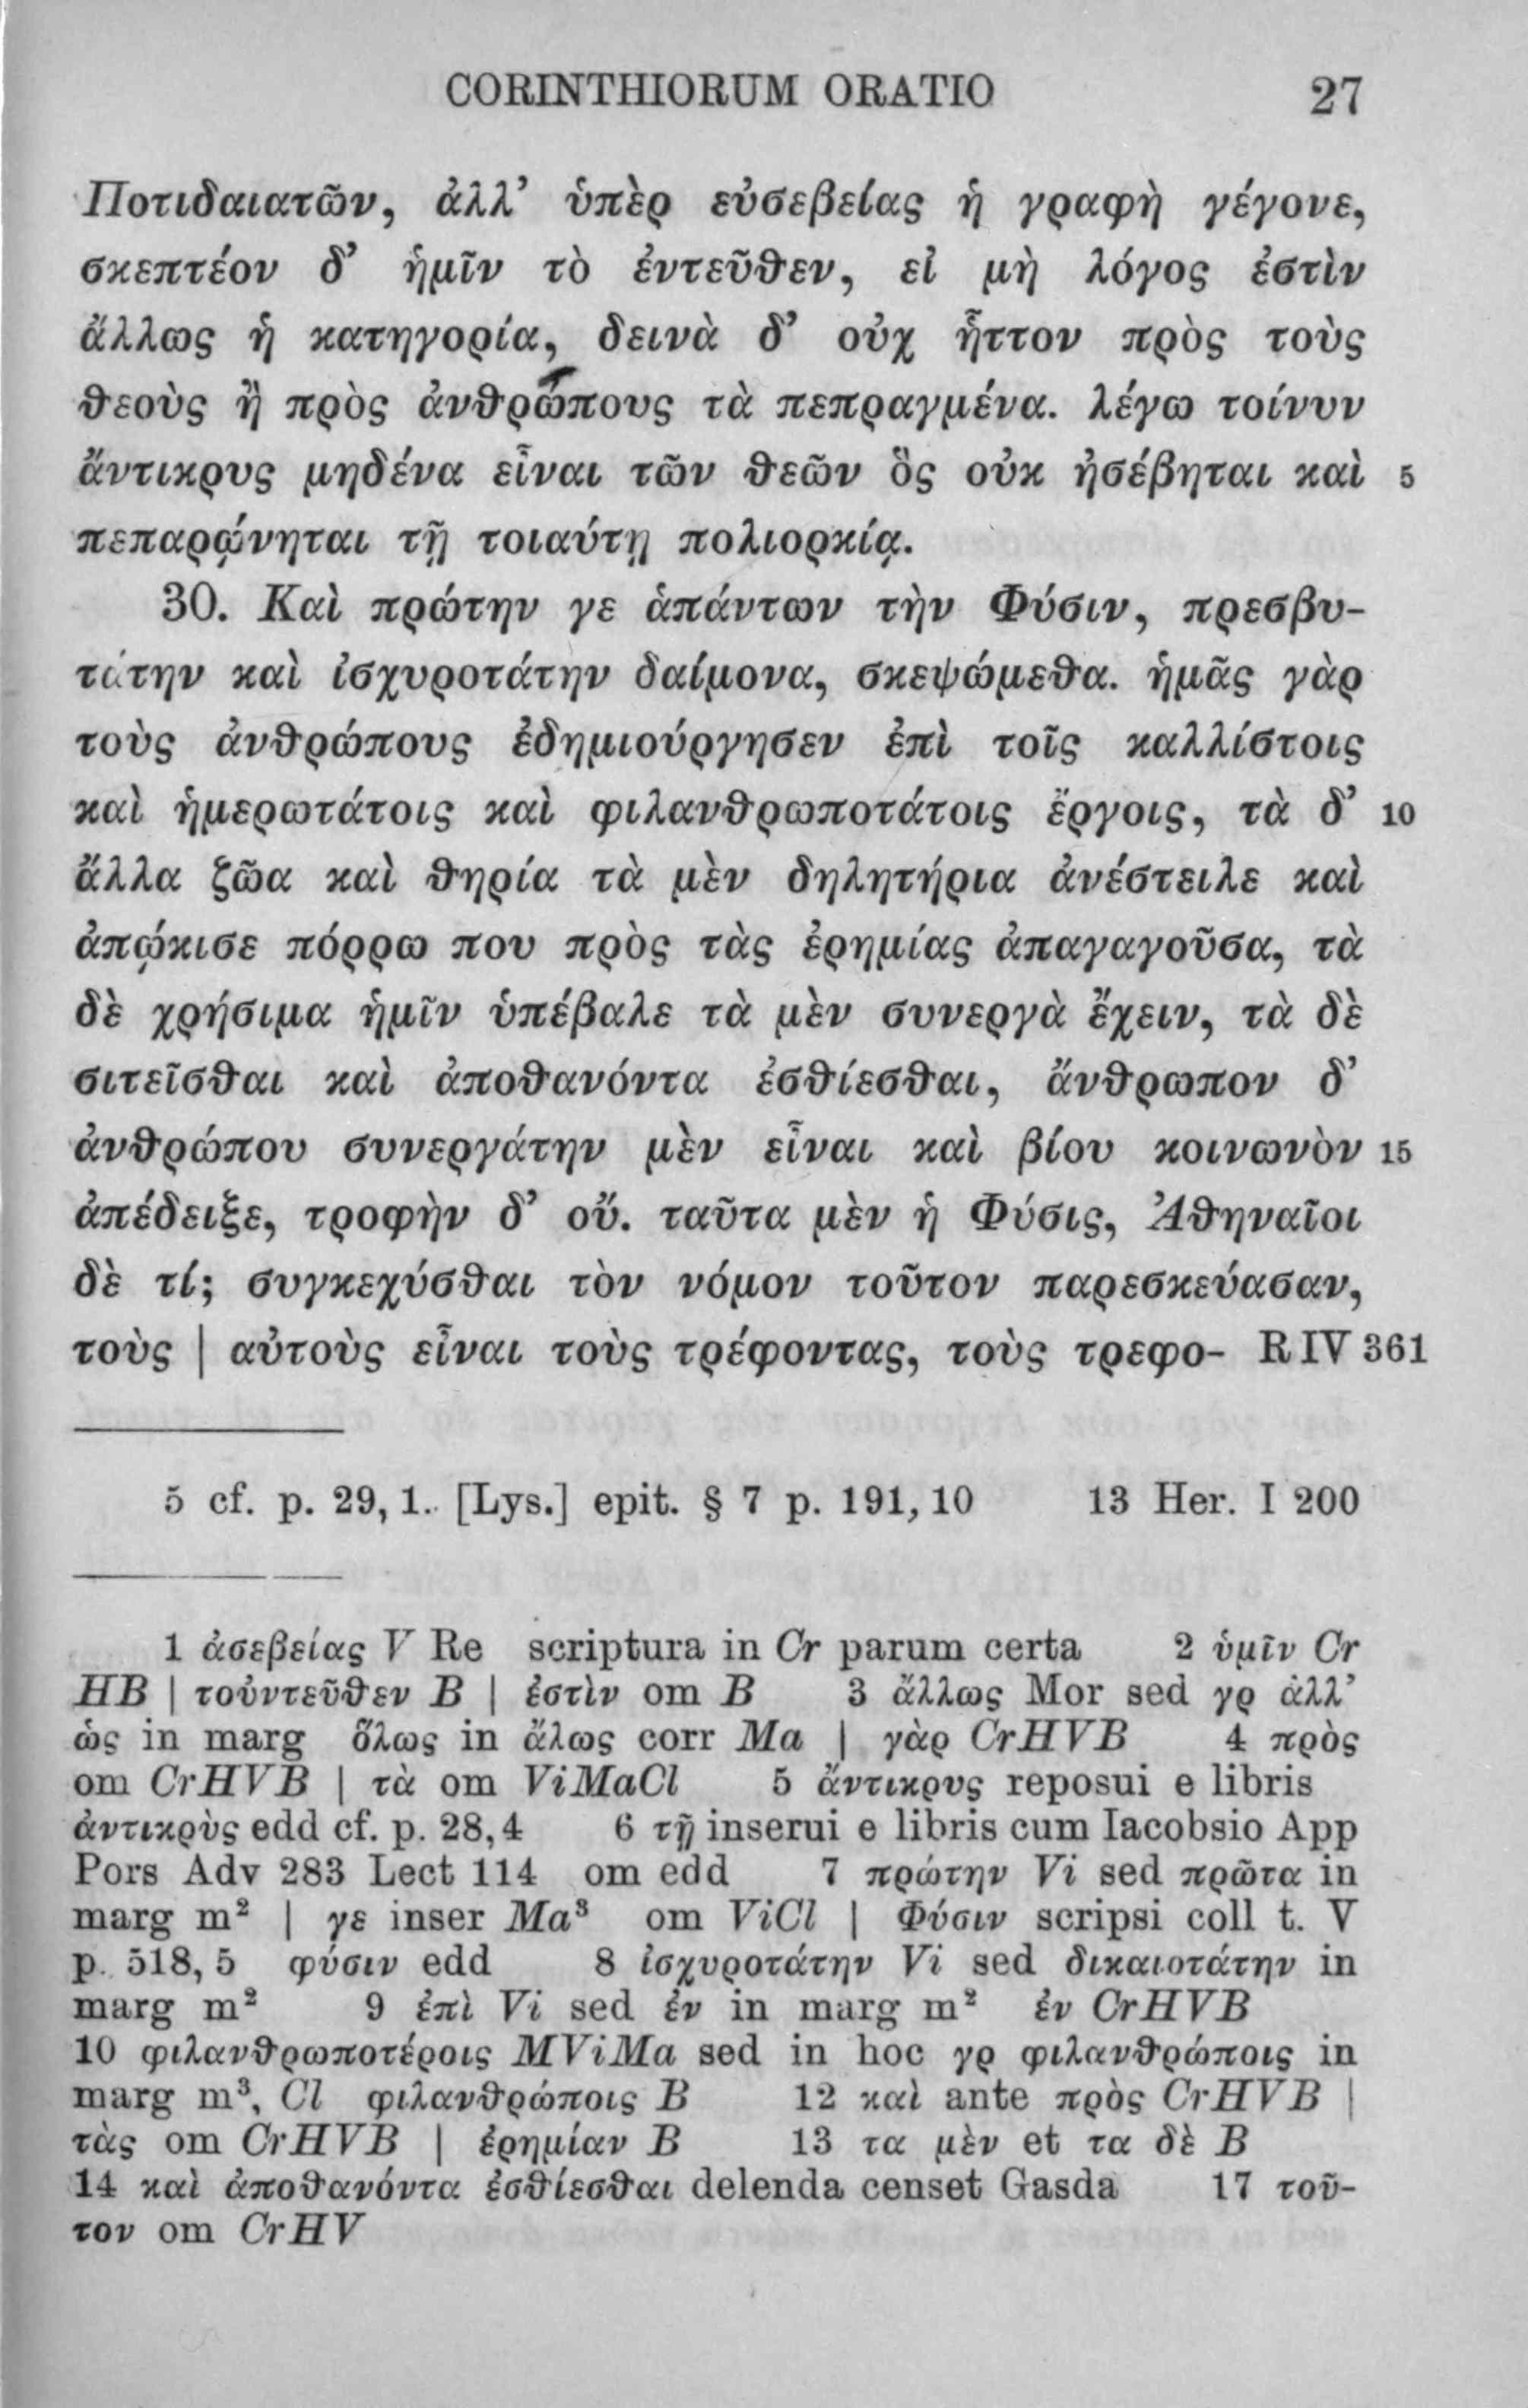 CORINTHIORUM ORATIO 27
Ποτιδαιατῶν, ἀλλ’ ὑπὲρ εὐσεβείας ἡ γραφὴ γέγονε,
σκεπτέον δ’ ἡμῖν τὸ ἐντεῦθεν, εἰ μὴ λόγος ἐστὶν
ἄλλως ἡ κατηγορία, δεινὰ δ’ οὐχ ἧττον πρὸς τοὺς
θεοὺς ἢ πρὸς ἀνθρώπους τὰ πεπραγμένα. λέγω τοίνυν
ἄντικρυς μηδένα εἶναι τῶν θεῶν ὃς οὐκ ἠσέβηται καὶ 5
πεπαρῴνηται τῇ τοιαύτῃ πολιορκίᾳ.
30. Καὶ πρώτην γε ἁπάντων τὴν Φύσιν, πρεσβυ-
τάτην καὶ ἰσχυροτάτην δαίμονα, σκεψώμεθα. ἡμᾶς γὰρ
τοὺς ἀνθρώπους ἐδημιούργησεν ἐπὶ τοῖς καλλίστοις
καὶ ἡμερωτάτοις καὶ φιλανθρωποτάτοις ἔργοις, τὰ δ’ 10
ἄλλα ζῶα καὶ θηρία τὰ μὲν δηλητήρια ἀνέστειλε καὶ
ἀπῴκισε πόρρω που πρὸς τὰς ἐρημίας ἀπαγαγοῦσα, τὰ
δὲ χρήσιμα ἡμῖν ὑπέβαλε τὰ μὲν συνεργὰ ἔχειν, τὰ δὲ
σιτεῖσθαι καὶ ἀποθανόντα ἐσθίεσθαι, ἄνθρωπον δ’
ἀνθρώπου συνεργάτην μὲν εἶναι καὶ βίου κοινωνὸν 15
ἀπέδειξε, τροφὴν δ’ οὔ. ταῦτα μὲν ἡ Φύσις, Ἀθηναῖοι
δὲ τί; συγκεχύσθαι τὸν νόμον τοῦτον παρεσκεύασαν,
τοὺς | αὐτοὺς εἶναι τοὺς τρέφοντας, τοὺς τρεφο- R IV 361
5 cf. p. 29, 1. [Lys.] epit. § 7 p. 191, 10 13 Her. I 200
1 ἀσεβείας V Re scriptura in Cr parum certa 2 ὑμῖν Cr
HB | τοὐντεῦθεν B | ἐστὶν om B 3 ἄλλως Mor sed γρ ἀλλ’
ὡς in marg ὅλως in ἄλως corr Ma | γὰρ CrHVB 4 πρὸς
om CrHVB | τὰ om ViMaCl 5 ἄντικρυς reposui e libris
ἀντικρὺς edd cf. p. 28, 4 6 τῇ inserui e libris cum Iacobsio App
Pors Adv 283 Lect 114 om edd 7 πρώτην Vi sed πρῶτα in
marg m² | γε inser Ma³ om ViCl | Φύσιν scripsi coll t. V
p. 518, 5 φύσιν edd 8 ἰσχυροτάτην Vi sed δικαιοτάτην in
marg m² 9 ἐπὶ Vi sed ἐν in marg m² ἐν CrHVB
10 φιλανθρωποτέροις MViMa sed in hoc γρ φιλανθρώποις in
marg m³, Cl φιλανθρώποις B 12 καὶ ante πρὸς CrHVB |
τὰς om CrHVB | ἐρημίαν B 13 τα μὲν et τα δὲ B
14 καὶ ἀποθανόντα ἐσθίεσθαι delenda censet Gasda 17 τοῦ-
τον om CrHV